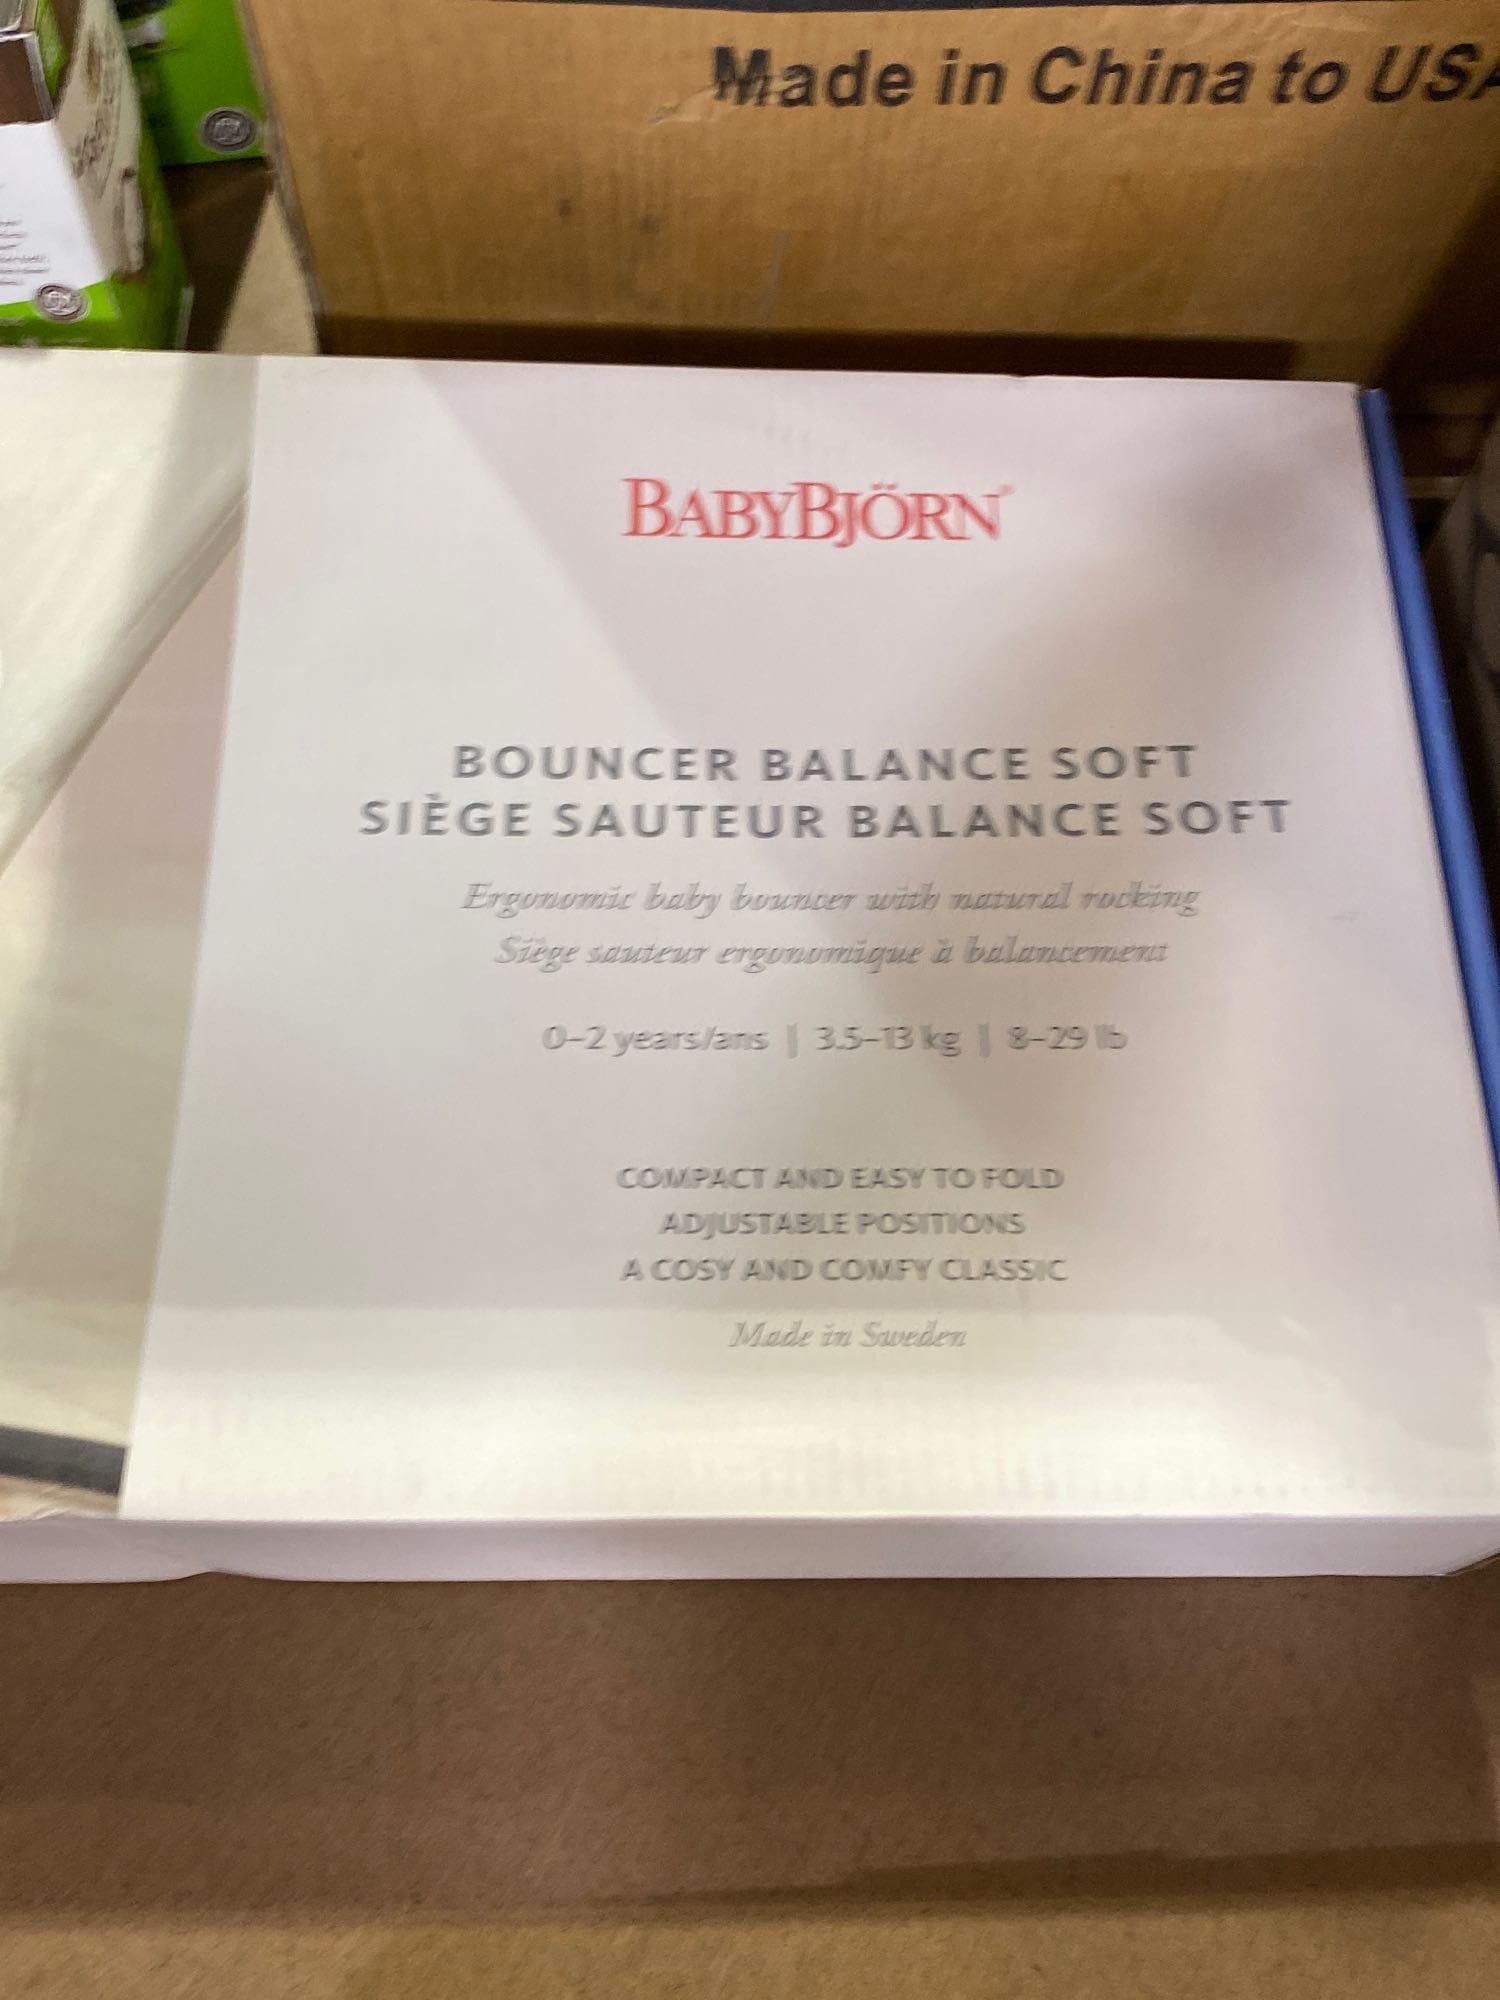 Made in China to USA
BABYBJÖRN®
BOUNCER BALANCE SOFT
SIÈGE SAUTEUR BALANCE SOFT
Ergonomic baby bouncer with natural rocking
Siège sauteur ergonomique à balancement
0–2 years/ans | 3.5–13 kg | 8–29 lb
COMPACT AND EASY TO FOLD
ADJUSTABLE POSITIONS
A COSY AND COMFY CLASSIC
Made in Sweden